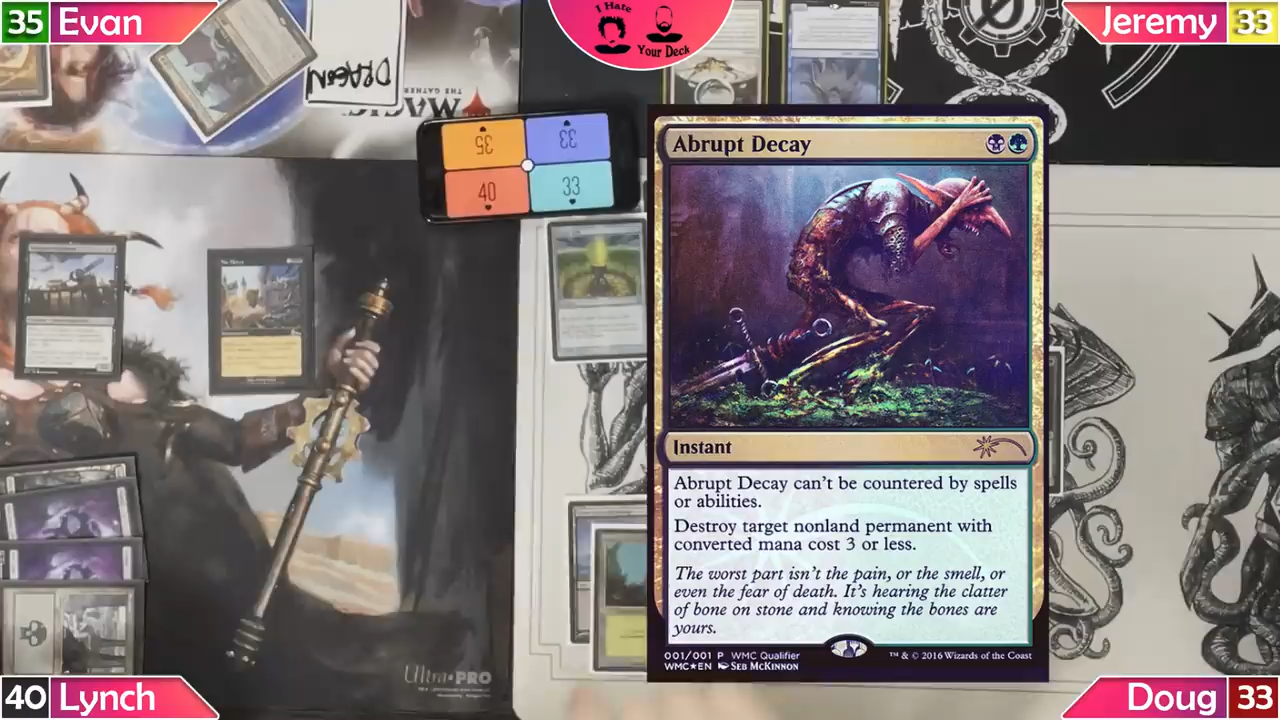 35 Evan
I Hate
Your Deck
Jeremy 33
DRAGON
MAGIC
THE GATHER
35
33
40
33
Abrupt Decay
Instant
Abrupt Decay can't be countered by spells
or abilities.
Destroy target nonland permanent with
converted mana cost 3 or less.
The worst part isn't the pain, or the smell, or
even the fear of death. It's hearing the clatter
of bone on stone and knowing the bones are
yours.
001/001 P WMC Qualifier
WMC★EN Seb McKinnon
™ & © 2016 Wizards of the Coast
Ultra•PRO
40 Lynch
Doug 33